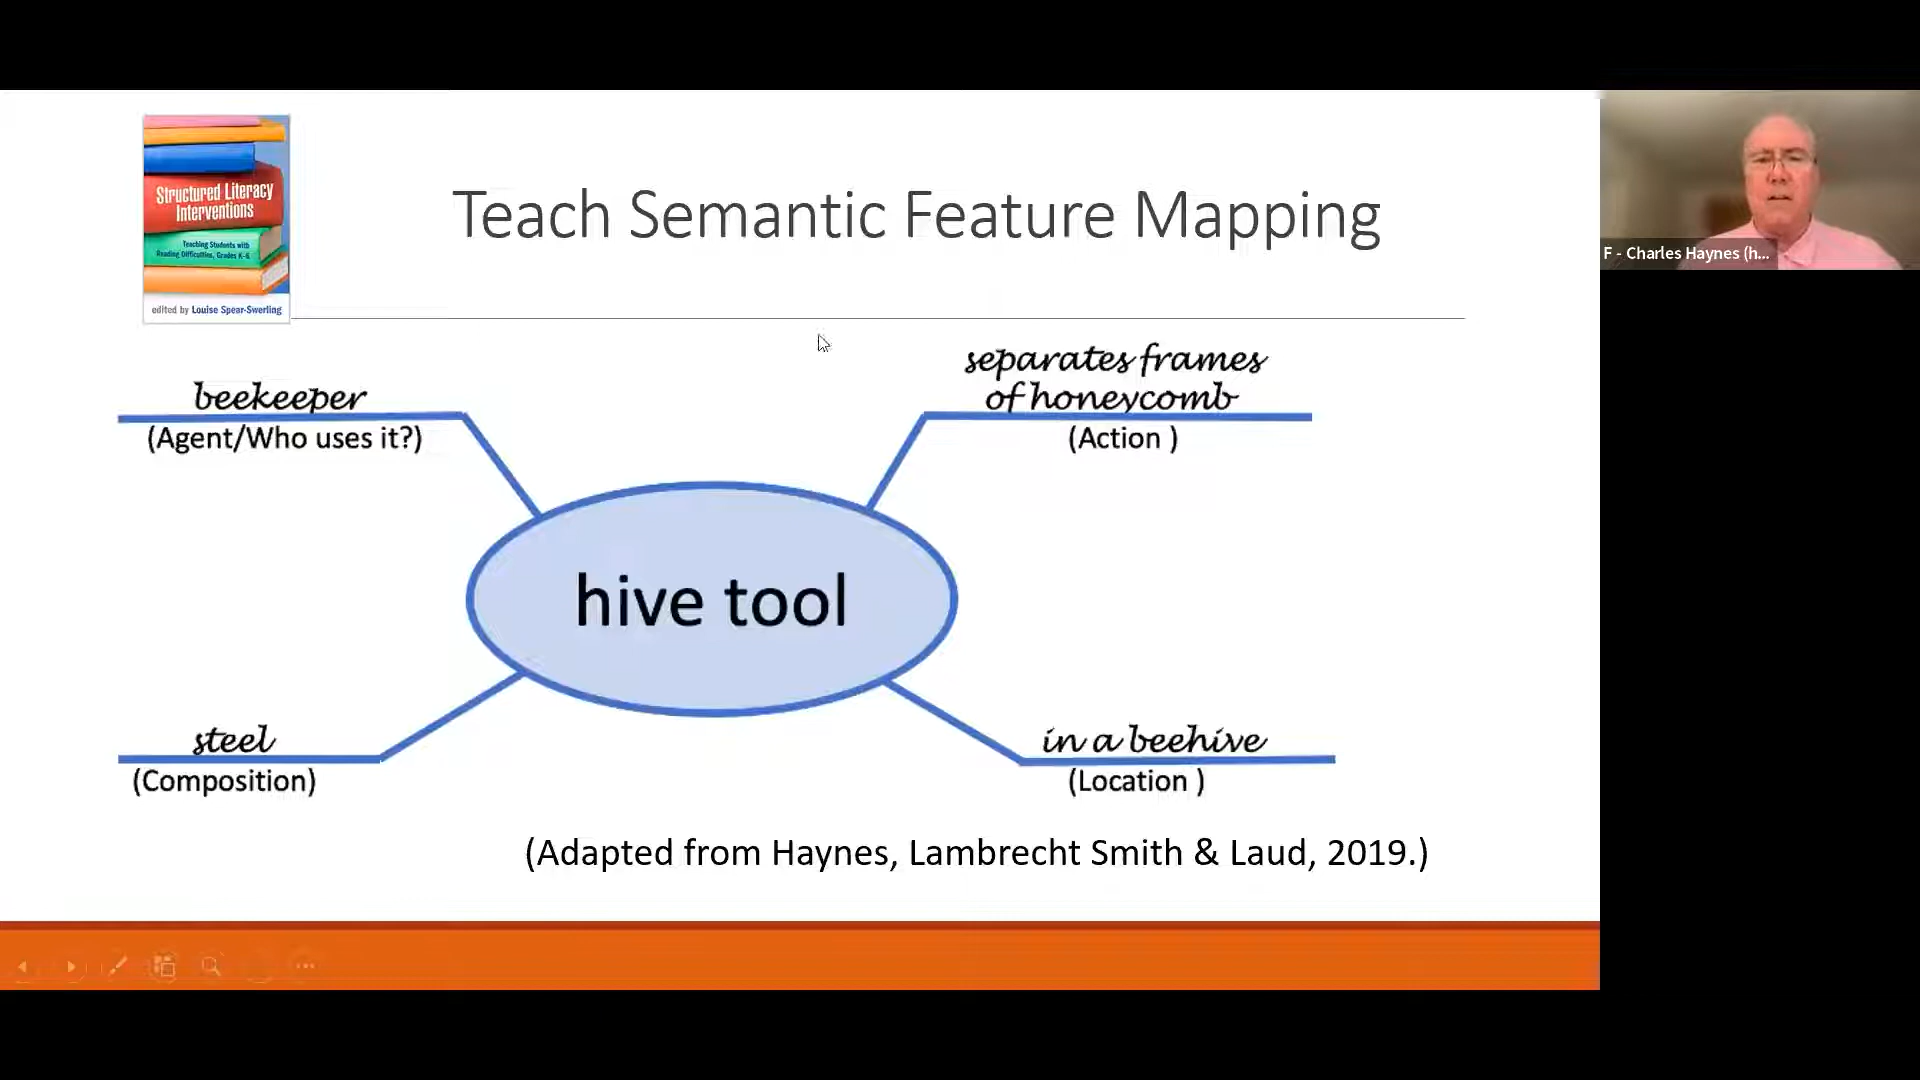 Structured Literacy
Interventions
Teaching Students with
Reading Difficulties, Grades K–6
edited by Louise Spear-Swerling
Teach Semantic Feature Mapping
F - Charles Haynes (h...
beekeeper
(Agent/Who uses it?)
separates frames
of honeycomb
(Action )
hive tool
steel
(Composition)
in a beehive
(Location )
(Adapted from Haynes, Lambrecht Smith & Laud, 2019.)